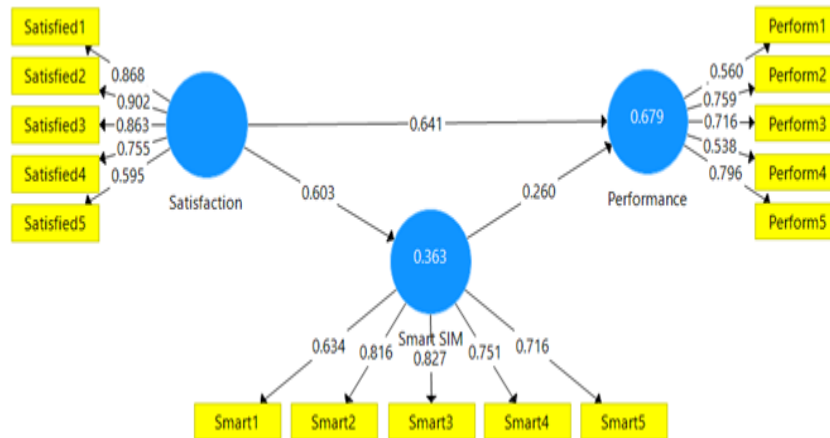 Satisfied1
Satisfied2
Satisfied3
Satisfied4
Satisfied5
0.868
0.902
0.863
0.755
0.595
Satisfaction
0.641
0.603
0.260
0.679
Performance
0.560
0.759
0.716
0.538
0.796
Perform1
Perform2
Perform3
Perform4
Perform5
0.363
Smart SIM
0.634
0.816
0.827
0.751
0.716
Smart1
Smart2
Smart3
Smart4
Smart5